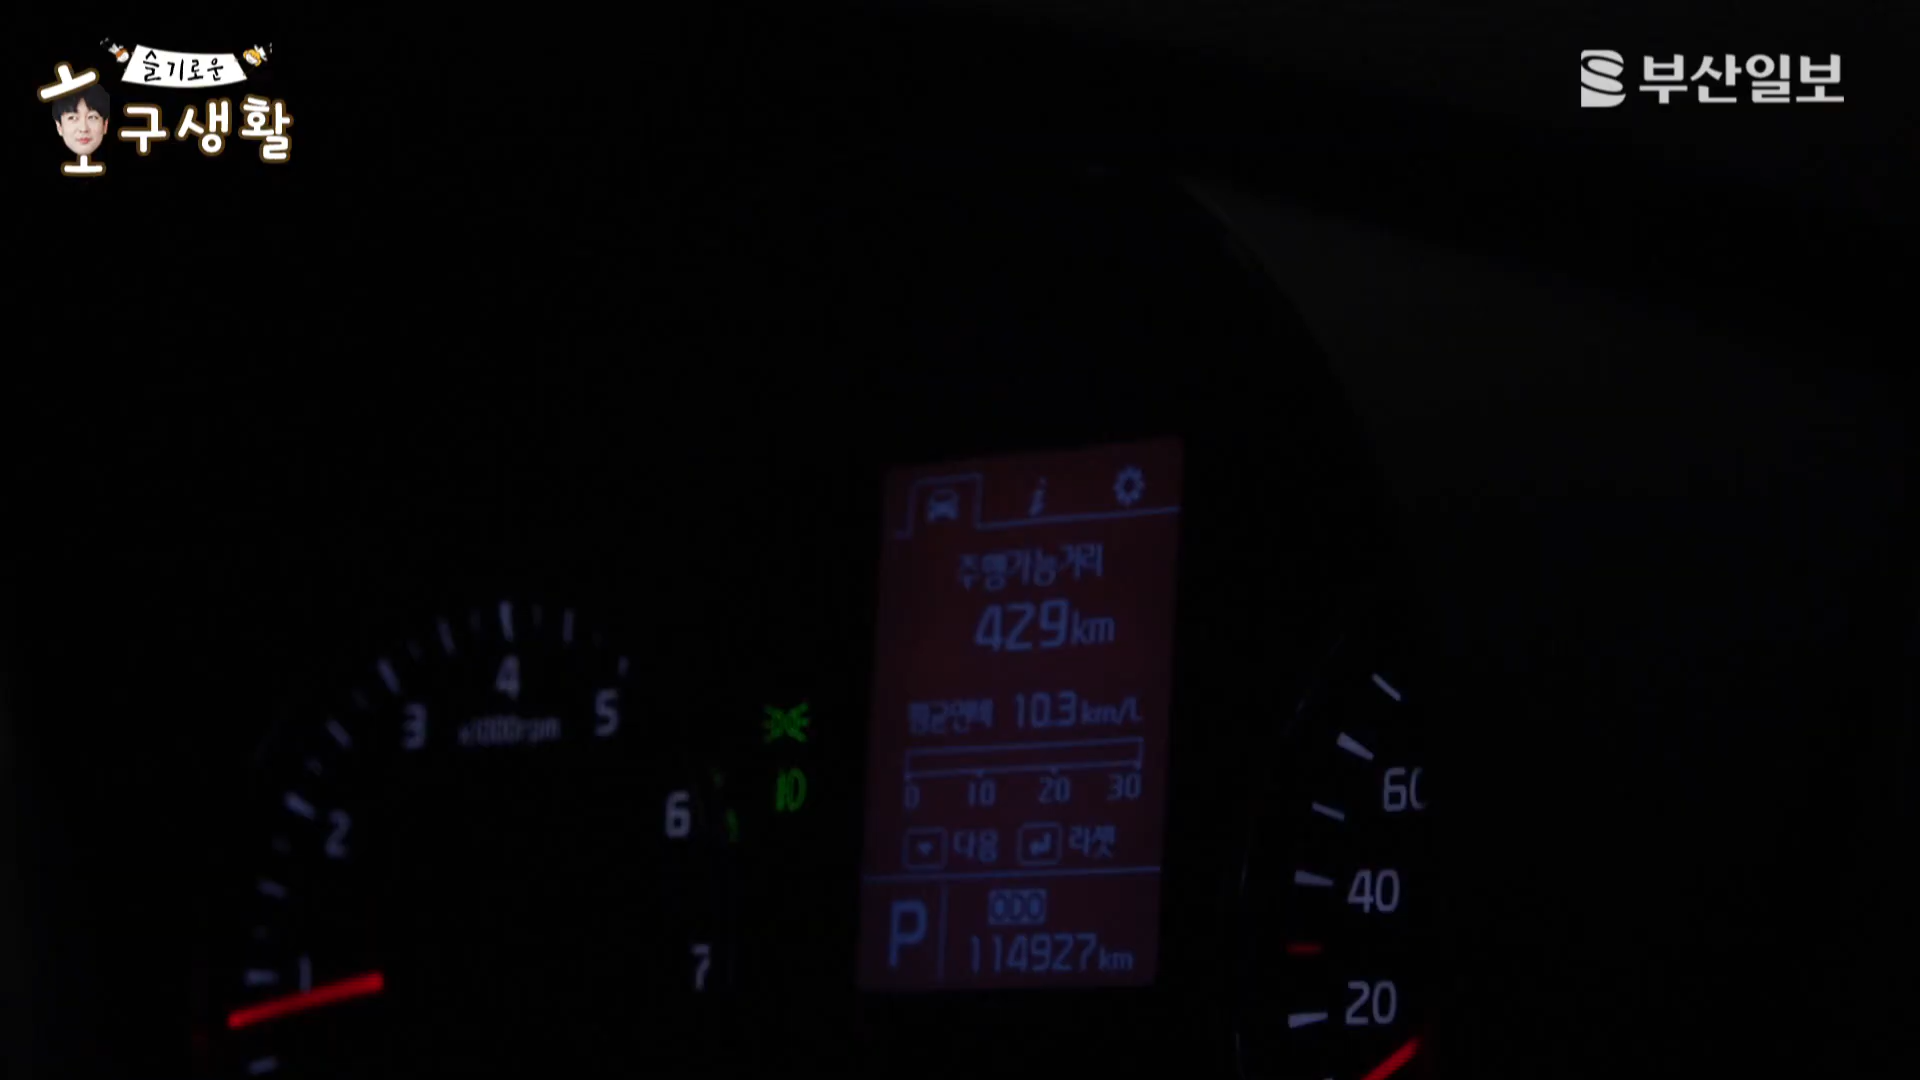 슬기로운
호구생활
부산일보
주행가능거리
429km
평균연비 10.3km/L
0 10 20 30
다음 리셋
P ODO
114927km
1 2 3 4 5 6 7
x1000rpm
60
40
20